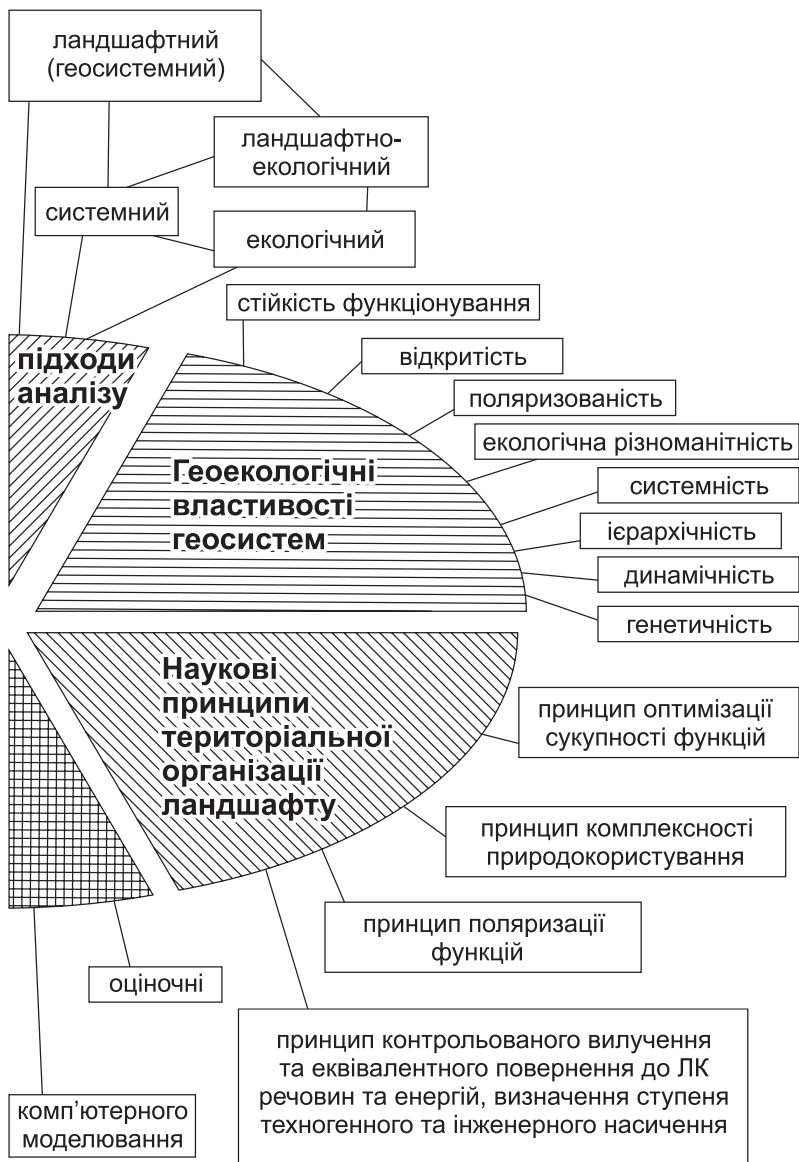 ландшафтний
(геосистемний)
ландшафтно-
екологічний
системний
екологічний
стійкість функціонування
відкритість
підходи
аналізу
поляризованість
екологічна різноманітність
Геоекологічні
властивості
геосистем
системність
ієрархічність
динамічність
генетичність
Наукові
принципи
територіальної
організації
ландшафту
принцип оптимізації
сукупності функцій
принцип комплексності
природокористування
принцип поляризації
функцій
оціночні
принцип контрольованого вилучення
та еквівалентного повернення до ЛК
речовин та енергій, визначення ступеня
техногенного та інженерного насичення
комп’ютерного
моделювання